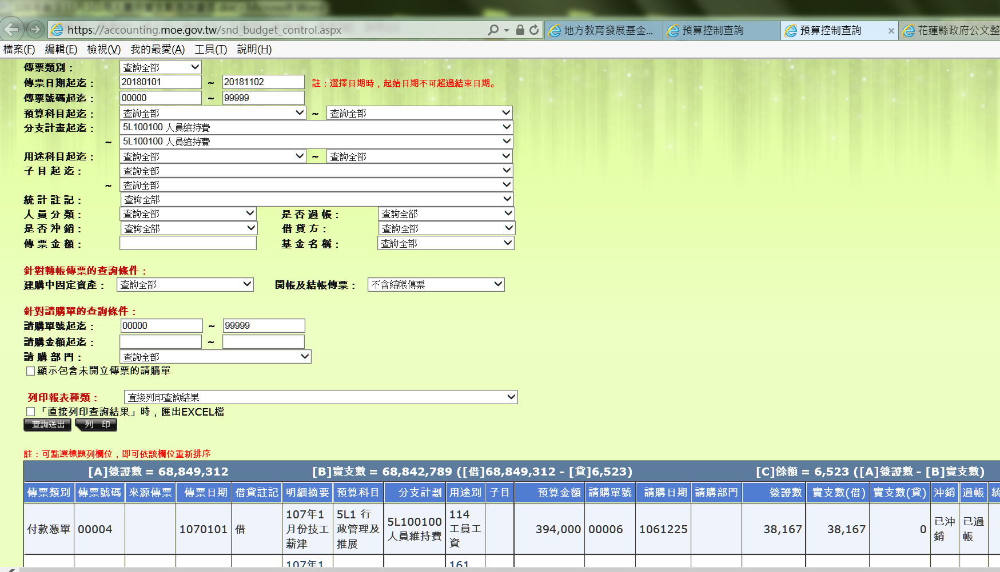 https://accounting.moe.gov.tw/snd_budget_control.aspx
地方教育發展基金...
預算控制查詢
預算控制查詢
花蓮縣政府公文整
檔案(F) 編輯(E) 檢視(V) 我的最愛(A) 工具(T) 說明(H)
傳票類別： 查詢全部
傳票日期起迄： 20180101 ~ 20181102 註：選擇日期時，起始日期不可超過結束日期。
傳票號碼起迄： 00000 ~ 99999
預算科目起迄： 查詢全部 ~ 查詢全部
分支計畫起迄： 5L100100 人員維持費
~ 5L100100 人員維持費
用途科目起迄： 查詢全部 ~ 查詢全部
子目起迄： 查詢全部
~ 查詢全部
統計註記： 查詢全部
人員分類： 查詢全部 是否過帳： 查詢全部
是否沖銷： 查詢全部 借貸方： 查詢全部
傳票金額： 基金名稱： 查詢全部
針對轉帳傳票的查詢條件：
建購中固定資產： 查詢全部 開帳及結帳傳票： 不含結帳傳票
針對請購單的查詢條件：
請購單號起迄： 00000 ~ 99999
請購金額起迄： ~
請購部門： 查詢全部
顯示包含未開立傳票的請購單
列印報表種類： 直接列印查詢結果
「直接列印查詢結果」時，匯出EXCEL檔
查詢送出 列 印
註：可點選標題列欄位，即可依該欄位重新排序
[A]簽證數 = 68,849,312 [B]實支數 = 68,842,789 ([借]68,849,312 - [貸]6,523) [C]餘額 = 6,523 ([A]簽證數 - [B]實支數)
傳票類別 傳票號碼 來源傳票 傳票日期 借貸註記 明細摘要 預算科目 分支計劃 用途別 子目 預算金額 請購單號 請購日期 請購部門 簽證數 實支數(借) 實支數(貸) 沖銷 過帳 統
付款憑單 00004 1070101 借 107年1月份技工薪津 5L1 行政管理及推展 5L100100人員維持費 114工員工資 394,000 00006 1061225 38,167 38,167 0 已沖銷 已過帳
107年1 161